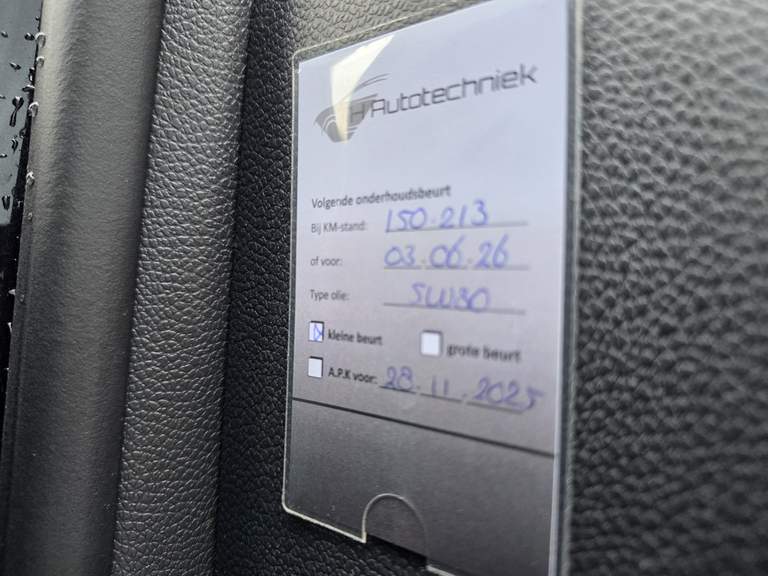 H Autotechniek
Volgende onderhoudsbeurt
Bij KM-stand: 150.213
of voor: 03.06.26
Type olie: 5W30
kleine beurt grote beurt
A.P.K voor: 28.11.2025